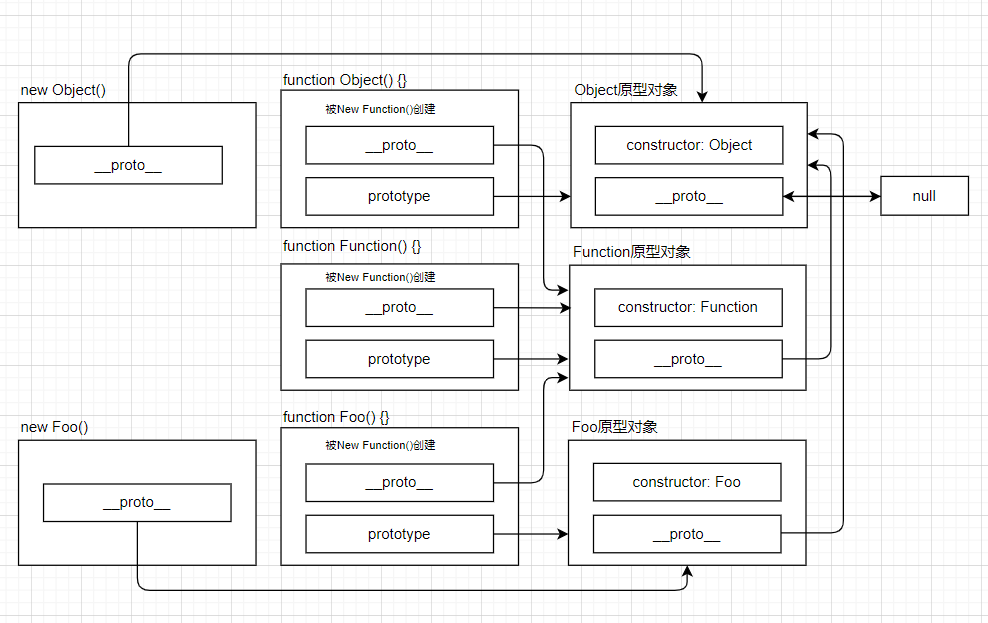 new Object()
__proto__
function Object() {}
被New Function()创建
__proto__
prototype
Object原型对象
constructor: Object
__proto__
null
function Function() {}
被New Function()创建
__proto__
prototype
Function原型对象
constructor: Function
__proto__
new Foo()
__proto__
function Foo() {}
被New Function()创建
__proto__
prototype
Foo原型对象
constructor: Foo
__proto__